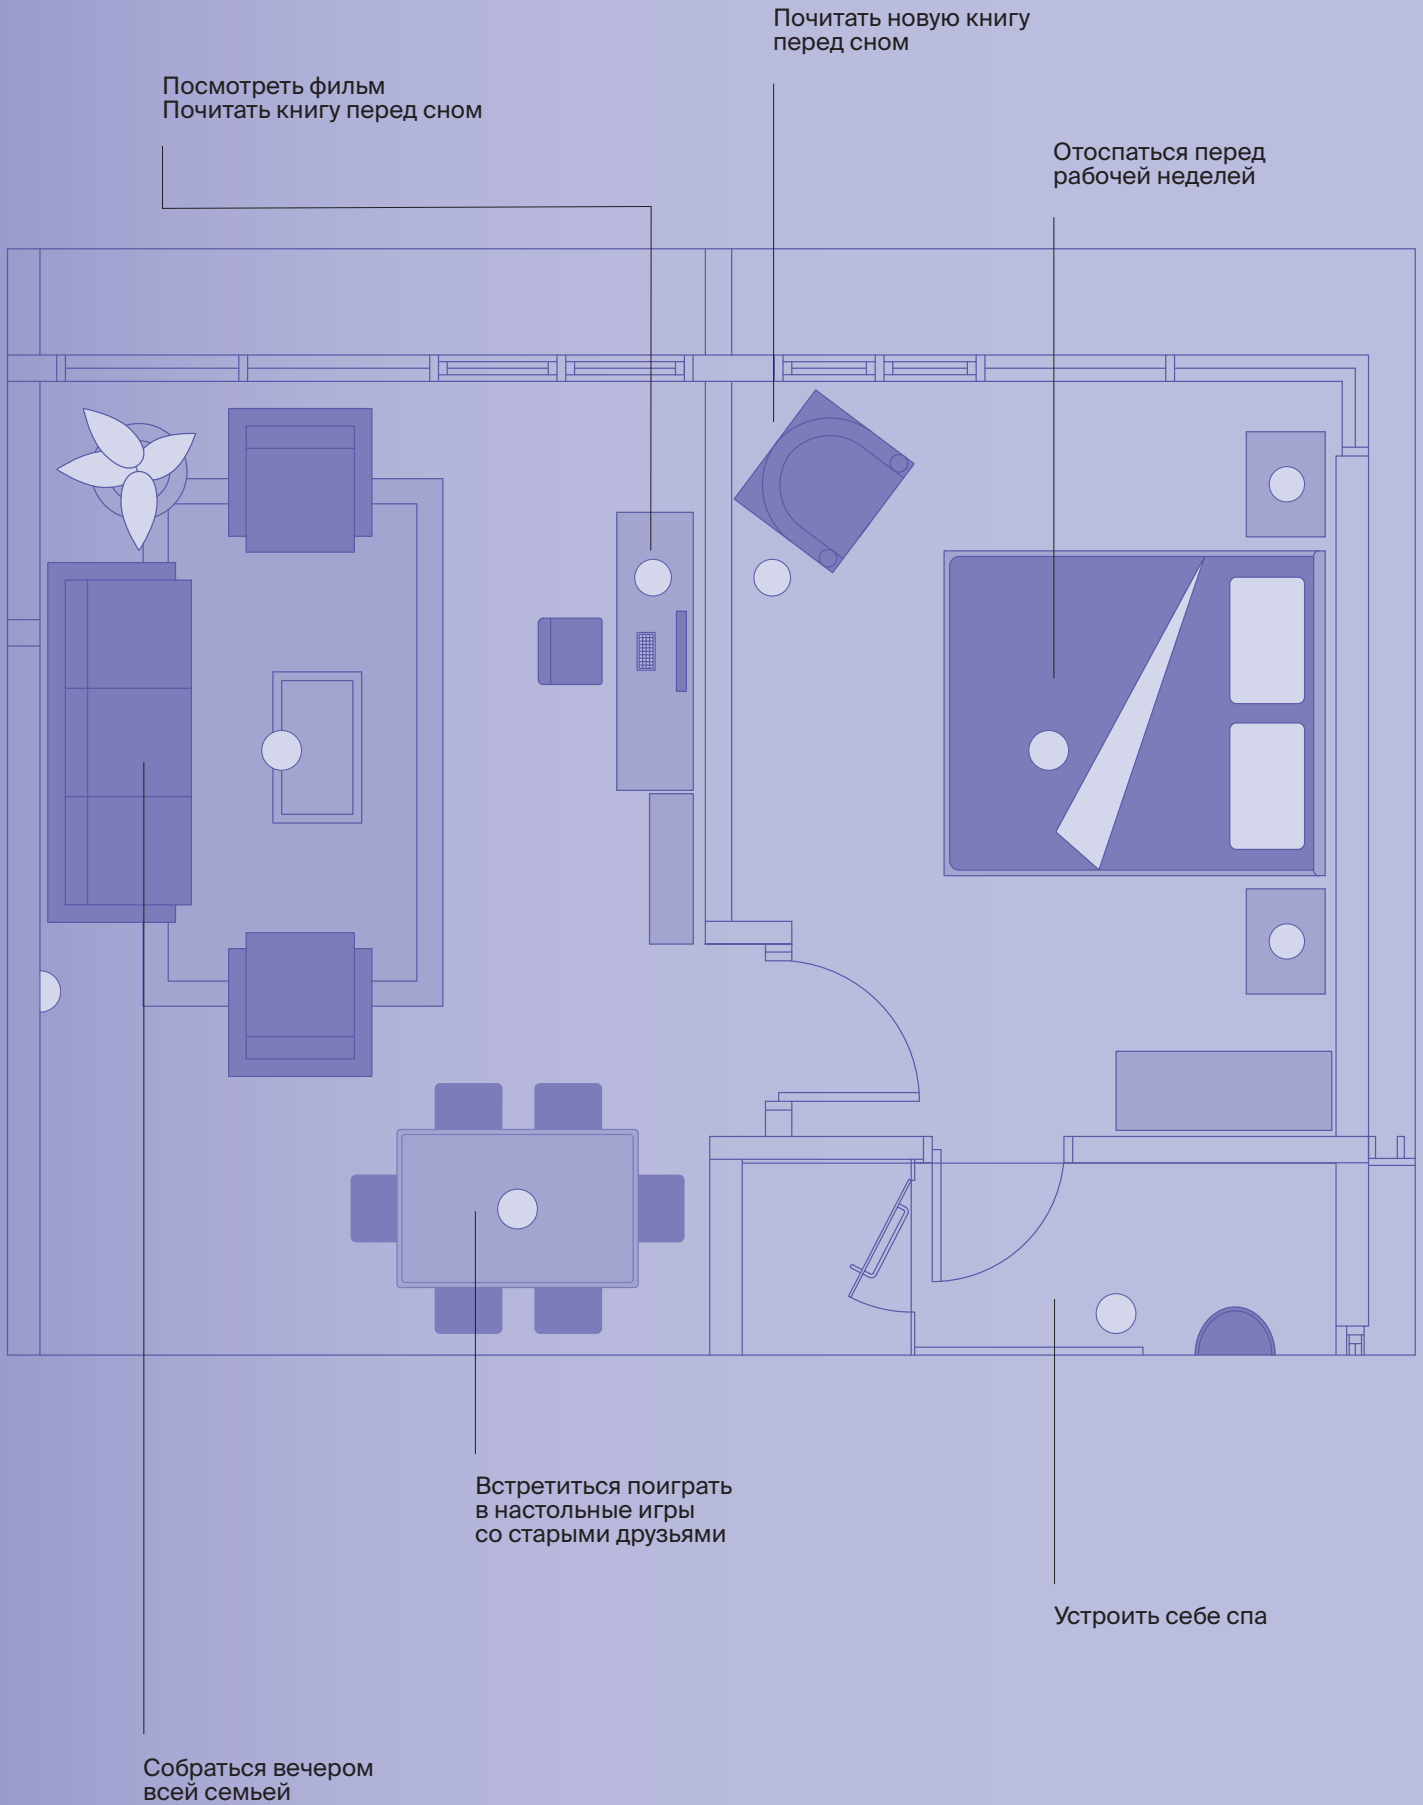 Почитать новую книгу
перед сном
Посмотреть фильм
Почитать книгу перед сном
Отоспаться перед
рабочей неделей
Встретиться поиграть
в настольные игры
со старыми друзьями
Устроить себе спа
Собраться вечером
всей семьей